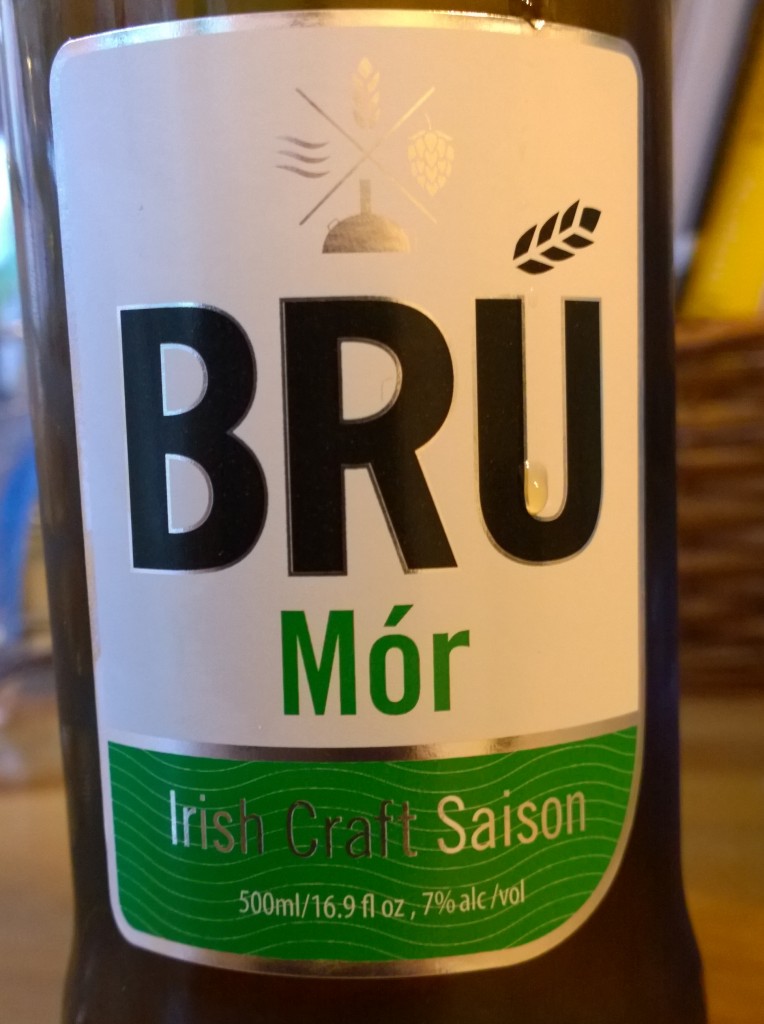 BRÚ
Mór
Irish Craft Saison
500ml/16.9 fl oz , 7% alc /vol